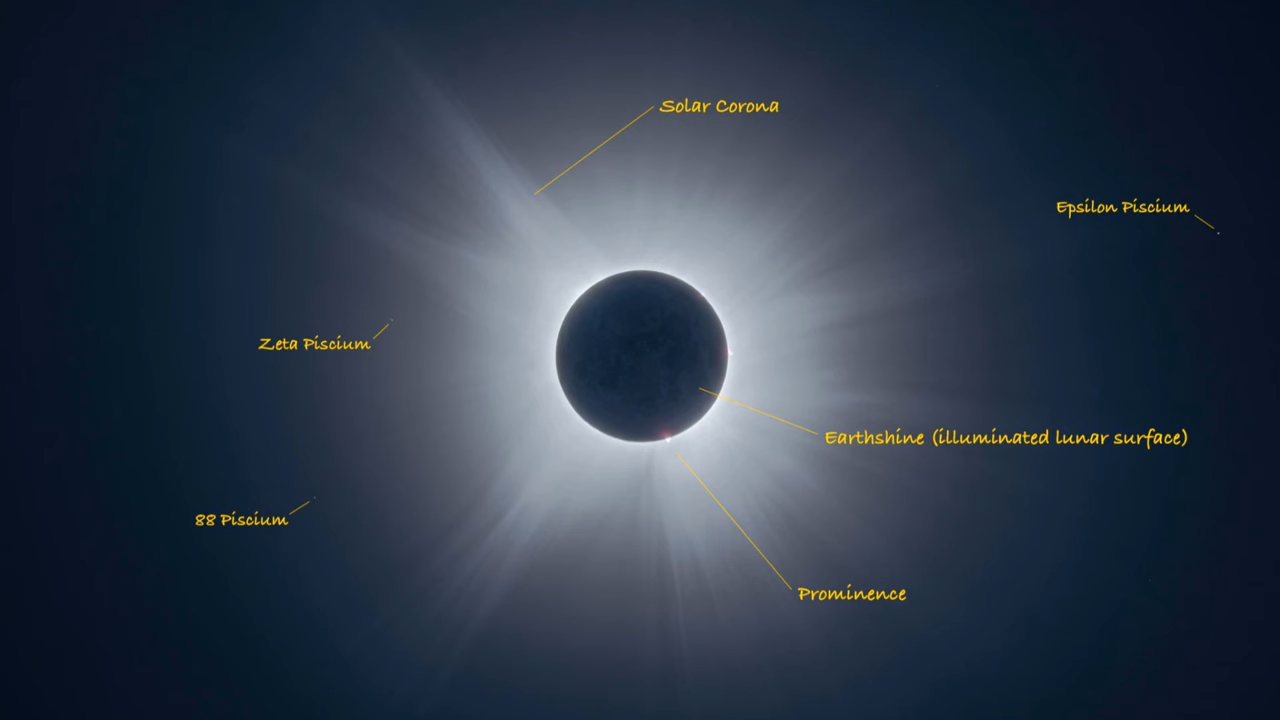 Solar Corona
Epsilon Piscium
Zeta Piscium
Earthshine (illuminated lunar surface)
88 Piscium
Prominence